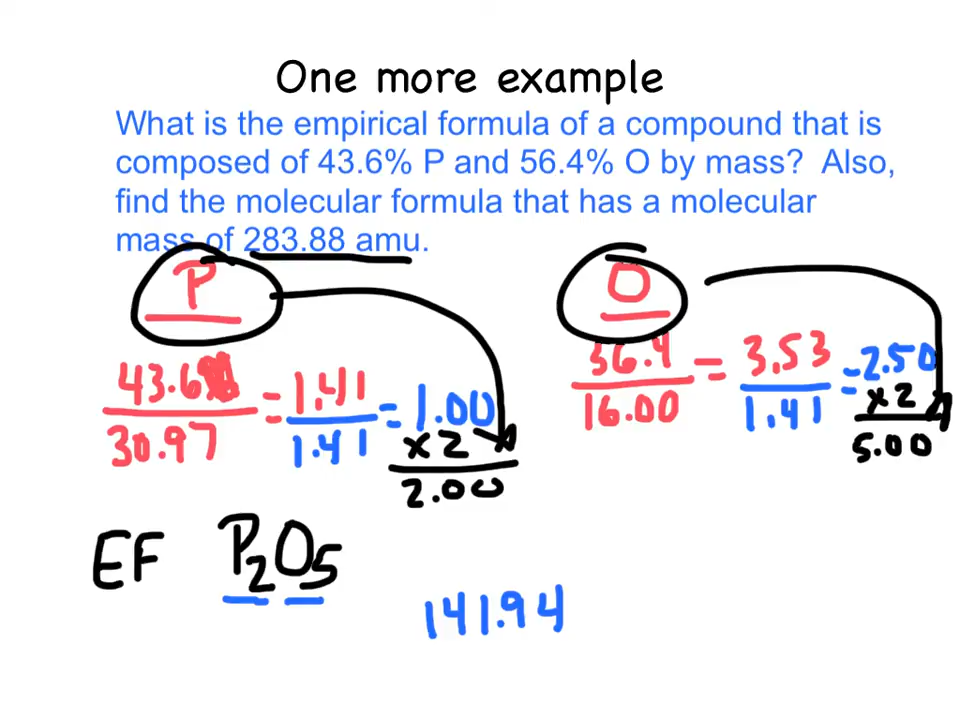 One more example
What is the empirical formula of a compound that is
composed of 43.6% P and 56.4% O by mass? Also,
find the molecular formula that has a molecular
mass of 283.88 amu.
P O
43.6 / 30.97 = 1.41 / 1.41 = 1.00 x 2 2.00
56.4 / 16.00 = 3.53 / 1.41 = 2.50 x 2 5.00
EF P2O5
141.94